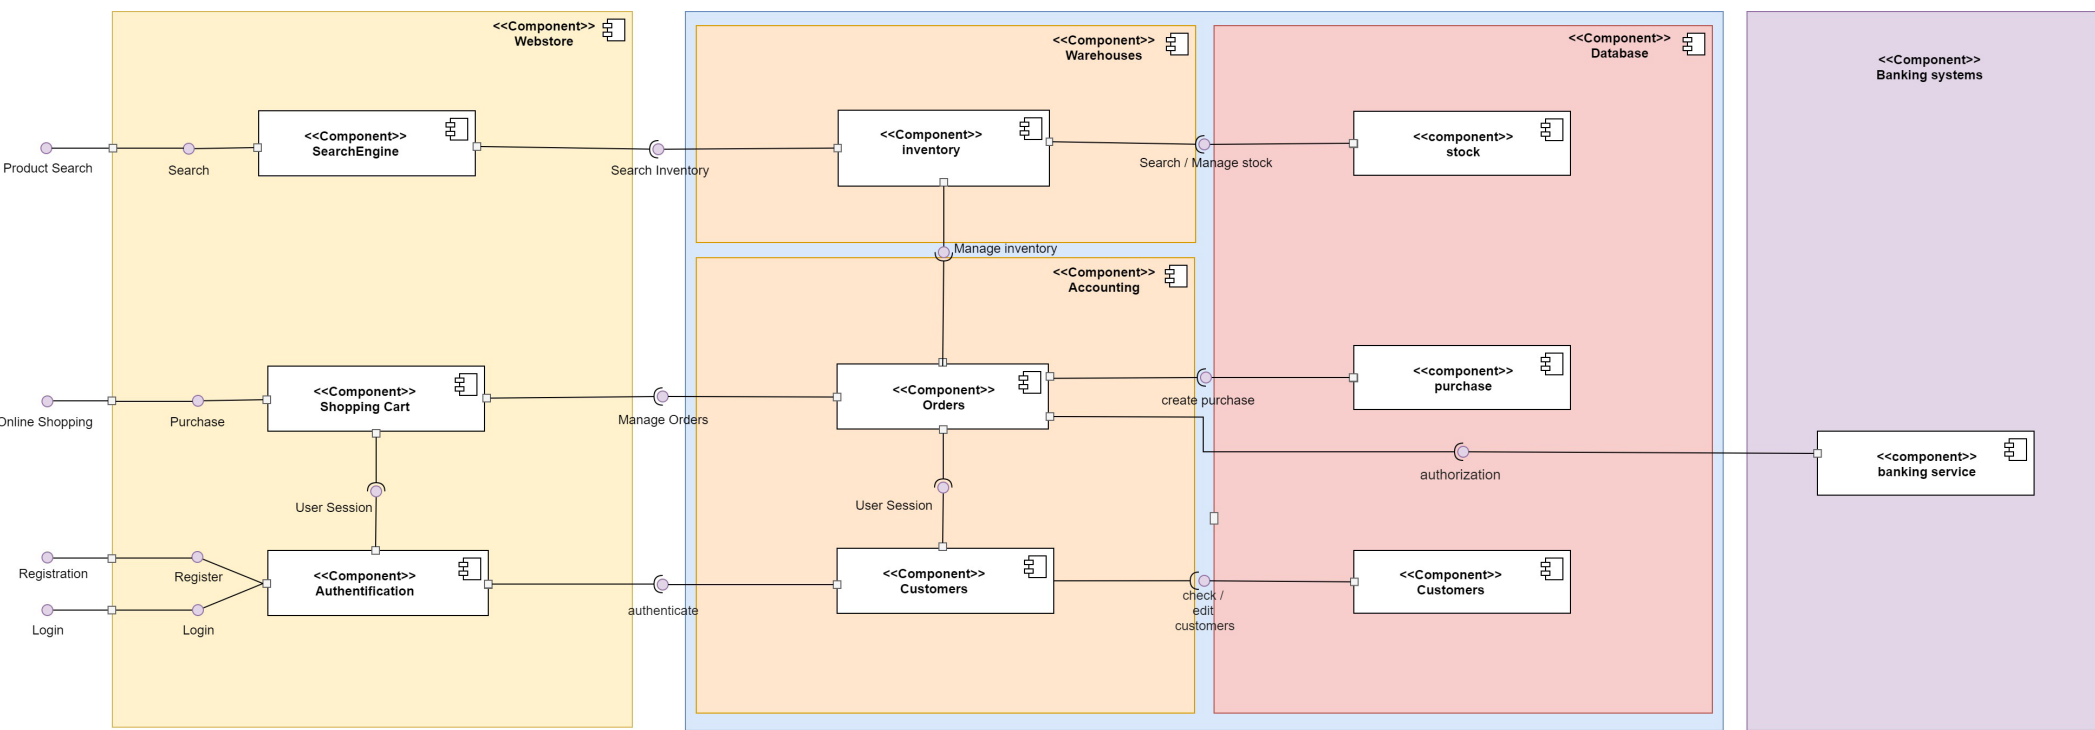 <<Component>>
Webstore
<<Component>>
Warehouses
<<Component>>
Database
<<Component>>
Banking systems
<<Component>>
SearchEngine
<<Component>>
inventory
<<component>>
stock
Product Search
Search
Search Inventory
Search / Manage stock
Manage inventory
<<Component>>
Accounting
<<Component>>
Shopping Cart
<<Component>>
Orders
<<component>>
purchase
Online Shopping
Purchase
Manage Orders
create purchase
<<component>>
banking service
authorization
User Session
User Session
<<Component>>
Authentification
<<Component>>
Customers
<<Component>>
Customers
Registration
Register
Login
Login
authenticate
check /
edit
customers